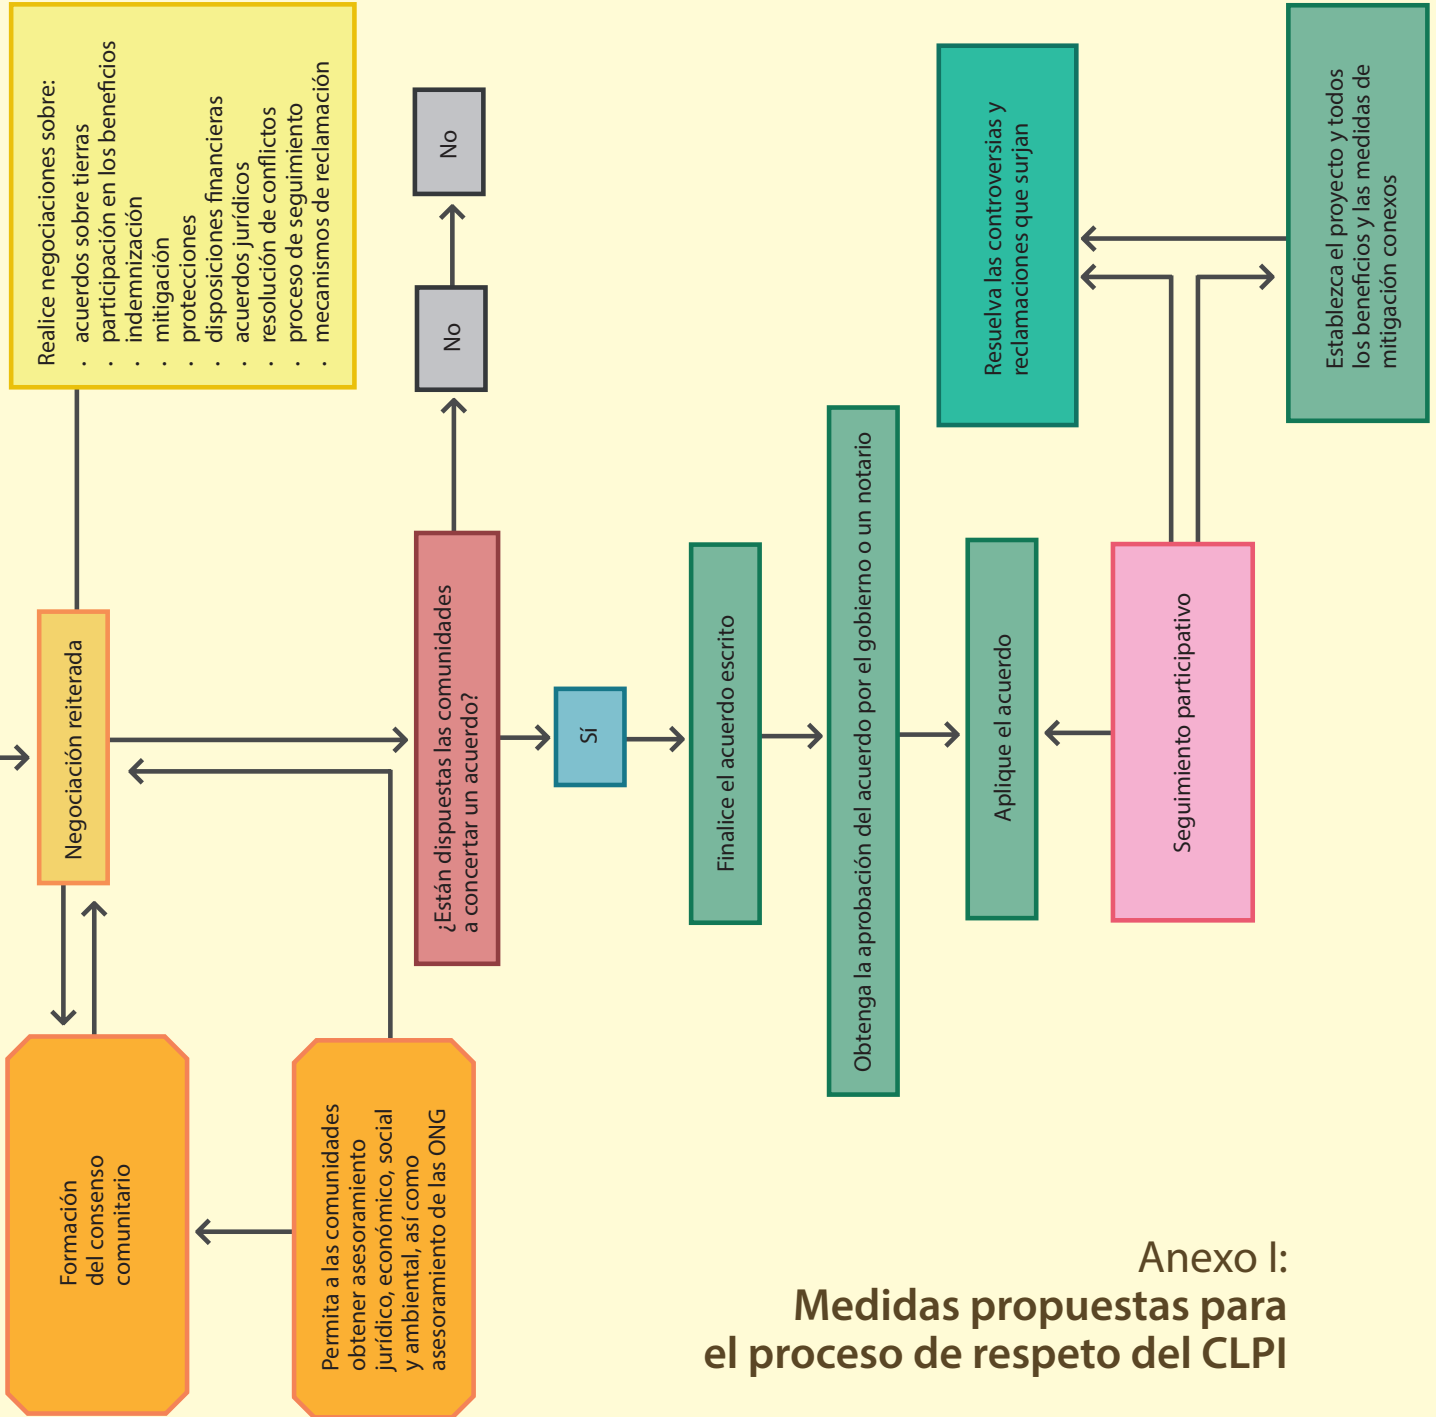 Realice negociaciones sobre:
· acuerdos sobre tierras
· participación en los beneficios
· indemnización
· mitigación
· protecciones
· disposiciones financieras
· acuerdos jurídicos
· resolución de conflictos
· proceso de seguimiento
· mecanismos de reclamación
Negociación reiterada
Formación
del consenso
comunitario
Permita a las comunidades
obtener asesoramiento
jurídico, económico, social
y ambiental, así como
asesoramiento de las ONG
¿Están dispuestas las comunidades
a concertar un acuerdo?
No
No
Sí
Finalice el acuerdo escrito
Obtenga la aprobación del acuerdo por el gobierno o un notario
Aplique el acuerdo
Seguimiento participativo
Resuelva las controversias y
reclamaciones que surjan
Establezca el proyecto y todos
los beneficios y las medidas de
mitigación conexos
Anexo I:
Medidas propuestas para
el proceso de respeto del CLPI